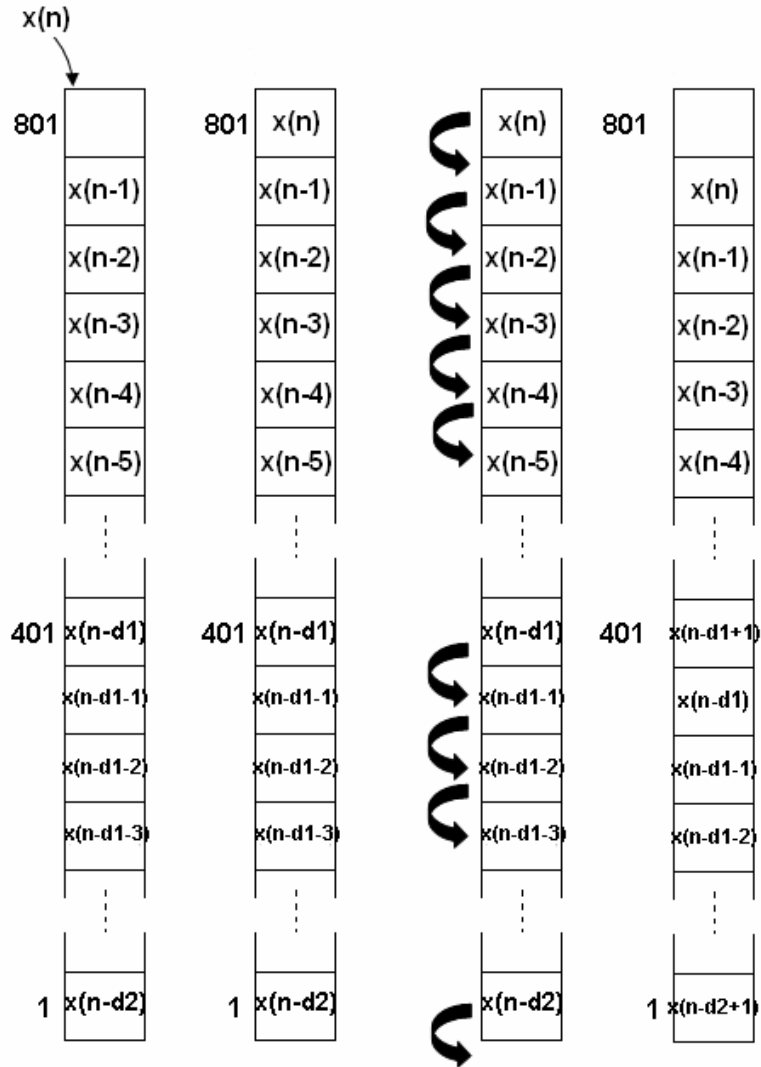 x(n)
801 801 x(n) x(n) 801
x(n-1) x(n-1) x(n-1) x(n)
x(n-2) x(n-2) x(n-2) x(n-1)
x(n-3) x(n-3) x(n-3) x(n-2)
x(n-4) x(n-4) x(n-4) x(n-3)
x(n-5) x(n-5) x(n-5) x(n-4)
401 x(n-d1) 401 x(n-d1) x(n-d1) 401 x(n-d1+1)
x(n-d1-1) x(n-d1-1) x(n-d1-1) x(n-d1)
x(n-d1-2) x(n-d1-2) x(n-d1-2) x(n-d1-1)
x(n-d1-3) x(n-d1-3) x(n-d1-3) x(n-d1-2)
1 x(n-d2) 1 x(n-d2) x(n-d2) 1 x(n-d2+1)